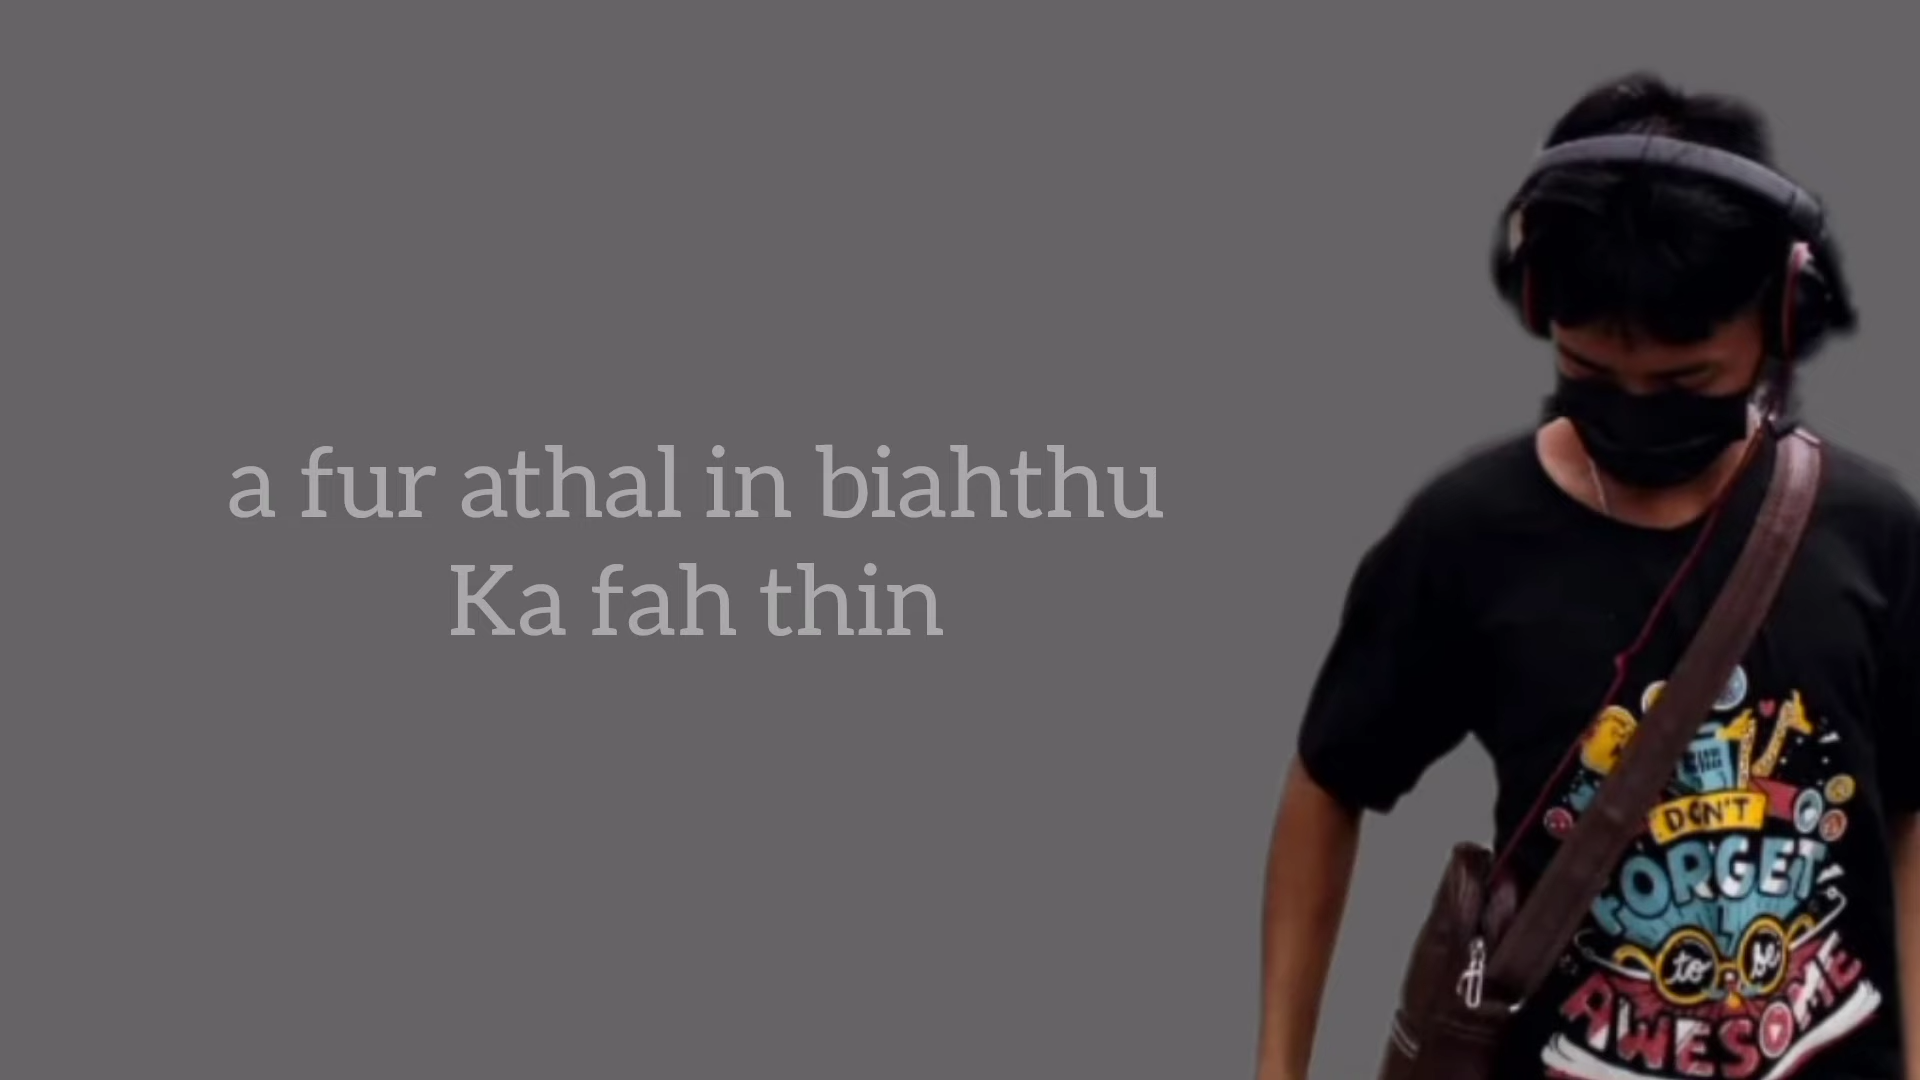 a fur athal in biahthu
Ka fah thin
DON'T
FORGET
to be
AWESOME